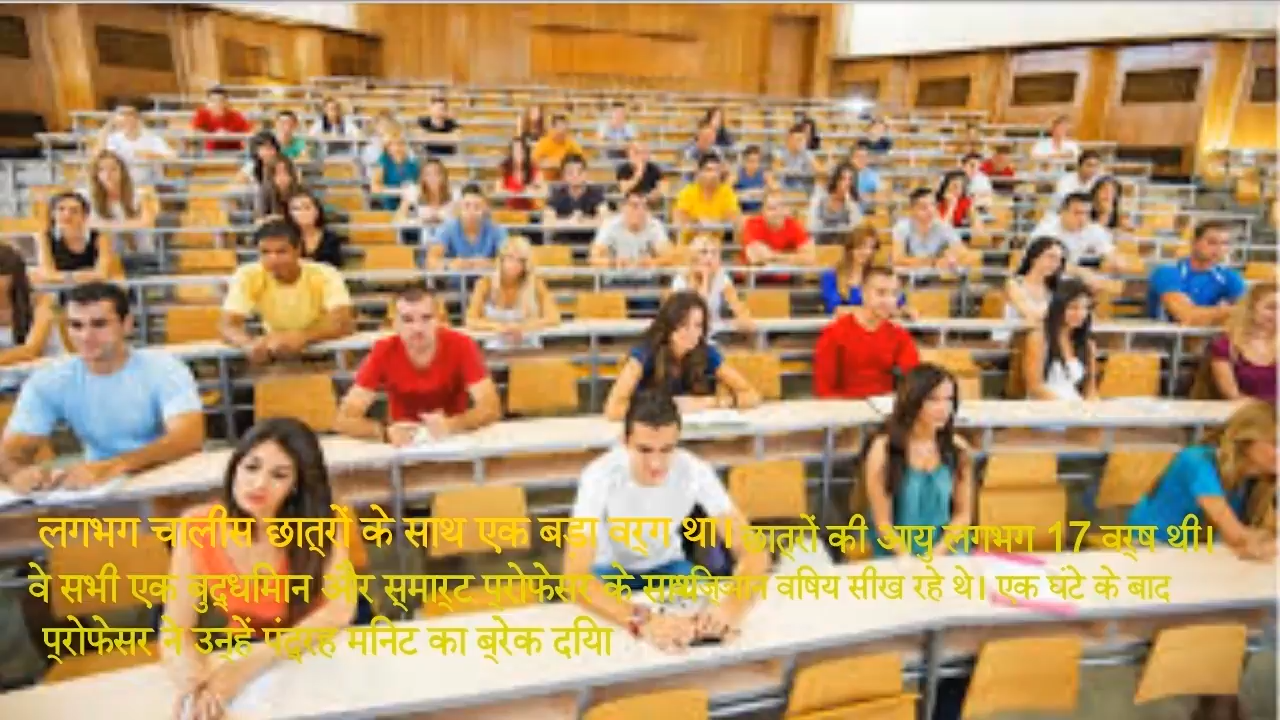 लगभग चालीस छात्रों के साथ एक बडा वर्ग था। छात्रों की आयु लगभग 17 वर्ष थी।
वे सभी एक बुद्धिमान और स्मार्ट प्रोफेसर के साथ विज्ञान विषय सीख रहे थे। एक घंटे के बाद
प्रोफेसर ने उन्हें पंद्रह मिनट का ब्रेक दिया